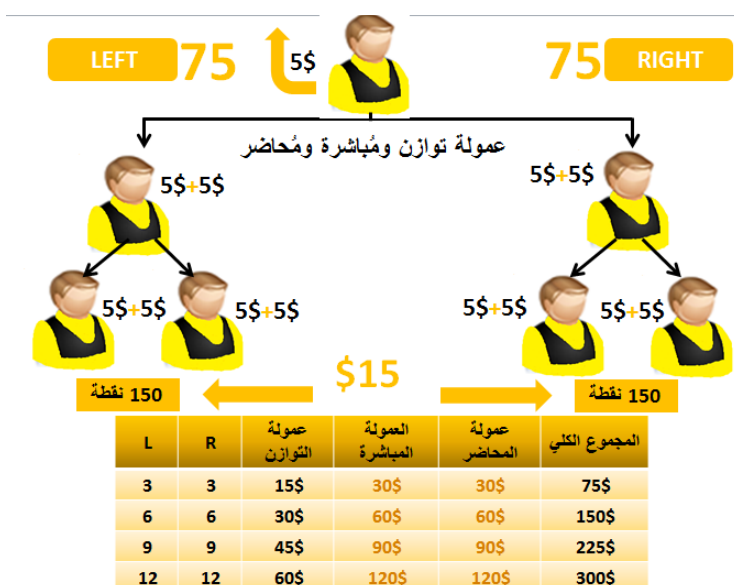 LEFT 75 5$ 75 RIGHT
عمولة توازن ومُباشرة ومُحاضر
5$+5$ 5$+5$
5$+5$ 5$+5$ 5$+5$ 5$+5$
$15
150 نقطة 150 نقطة
L R عمولة التوازن العمولة المباشرة عمولة المحاضر المجموع الكلي
3 3 15$ 30$ 30$ 75$
6 6 30$ 60$ 60$ 150$
9 9 45$ 90$ 90$ 225$
12 12 60$ 120$ 120$ 300$